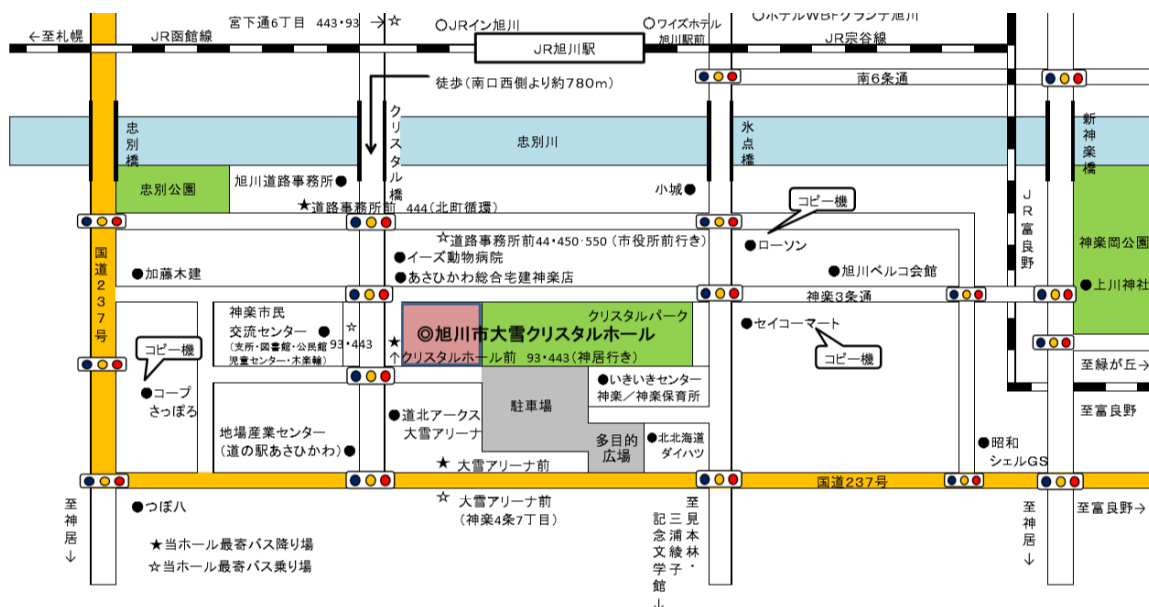 宮下通6丁目 443・93 →☆
○JRイン旭川
○ワイズホテル
旭川駅前
○ホテルWBFグランデ旭川
←至札幌
JR函館線
JR旭川駅
JR宗谷線
徒歩(南口西側より約780m)
南6条通
忠別橋
クリスタル橋
忠別川
氷点橋
新神楽橋
忠別公園
旭川道路事務所●
小城●
コピー機
JR富良野
★道路事務所前 444(北町循環)
神楽岡公園
☆道路事務所前44・450・550(市役所前行き)
●ローソン
国道237号
●イーズ動物病院
●加藤木建
●あさひかわ総合宅建神楽店
旭川ベルコ会館
●上川神社
神楽3条通
神楽市民
交流センター ●
(支所・図書館・公民館
児童センター・木楽輪)
☆
93・443
クリスタルパーク
◎旭川市大雪クリスタルホール
★
↑クリスタルホール前 93・443(神居行き)
●セイコーマート
コピー機
コピー機
●コープ
さっぽろ
至緑が丘→
●いきいきセンター
神楽/神楽保育所
駐車場
至富良野
●道北アークス
大雪アリーナ
地場産業センター
(道の駅あさひかわ)●
多目的
広場
●北北海道
ダイハツ
●昭和
シェルGS
★ 大雪アリーナ前
国道237号
☆ 大雪アリーナ前
(神楽4条7丁目)
至神居↓
●つぼ八
至見本林・
三浦綾子
記念文学館↓
至神居↓
至富良野→
★当ホール最寄バス降り場
☆当ホール最寄バス乗り場